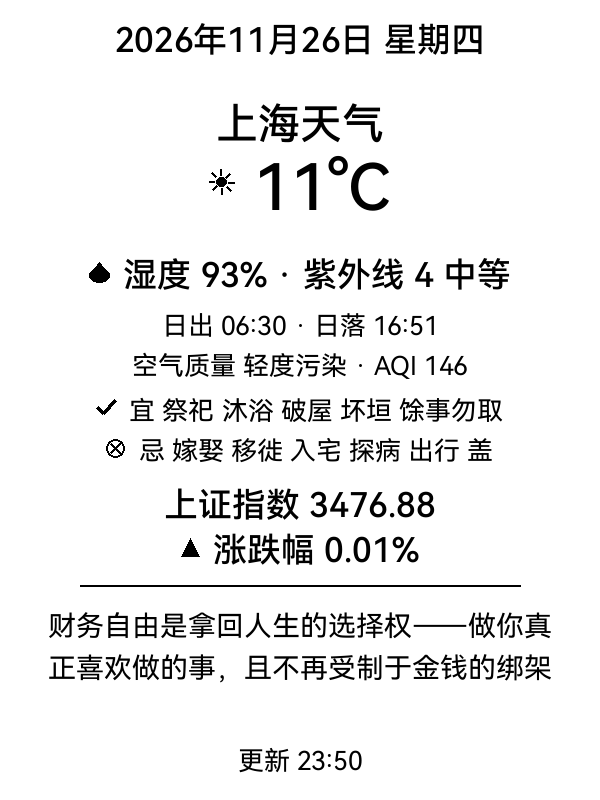 2026年11月26日 星期四
上海天气
11°C
湿度 93% · 紫外线 4 中等
日出 06:30 · 日落 16:51
空气质量 轻度污染 · AQI 146
宜 祭祀 沐浴 破屋 坏垣 馀事勿取
忌 嫁娶 移徙 入宅 探病 出行 盖
上证指数 3476.88
▲ 涨跌幅 0.01%
财务自由是拿回人生的选择权——做你真
正喜欢做的事，且不再受制于金钱的绑架
更新 23:50